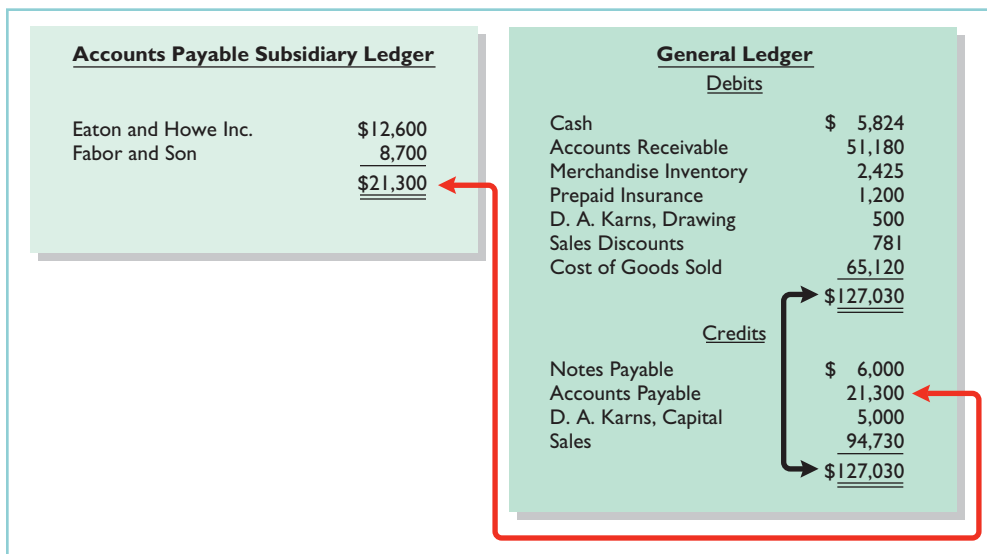 Accounts Payable Subsidiary Ledger
Eaton and Howe Inc. $12,600
Fabor and Son 8,700
$21,300
General Ledger
Debits
Cash $ 5,824
Accounts Receivable 51,180
Merchandise Inventory 2,425
Prepaid Insurance 1,200
D. A. Karns, Drawing 500
Sales Discounts 781
Cost of Goods Sold 65,120
$127,030
Credits
Notes Payable $ 6,000
Accounts Payable 21,300
D. A. Karns, Capital 5,000
Sales 94,730
$127,030